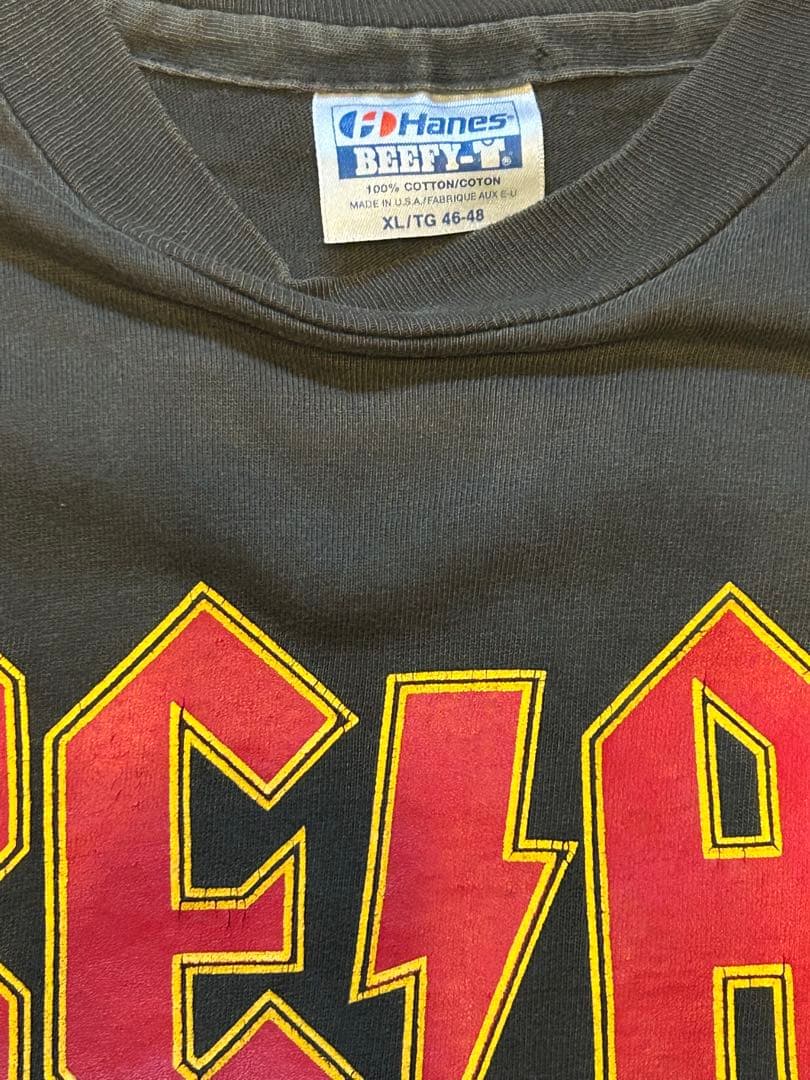 Hanes
BEEFY-T®
100% COTTON/COTON
MADE IN U.S.A./FABRIQUE AUX E-U
XL/TG 46-48
E⚡A